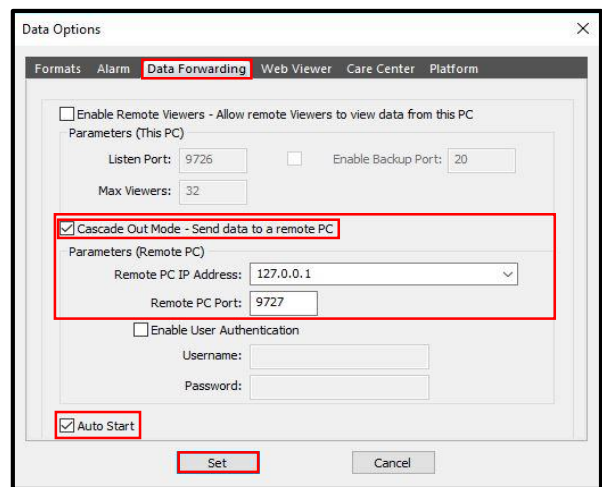 Data Options
Formats Alarm Data Forwarding Web Viewer Care Center Platform
Enable Remote Viewers - Allow remote Viewers to view data from this PC
Parameters (This PC)
Listen Port: 9726 Enable Backup Port: 20
Max Viewers: 32
Cascade Out Mode - Send data to a remote PC
Parameters (Remote PC)
Remote PC IP Address: 127.0.0.1
Remote PC Port: 9727
Enable User Authentication
Username:
Password:
Auto Start
Set Cancel